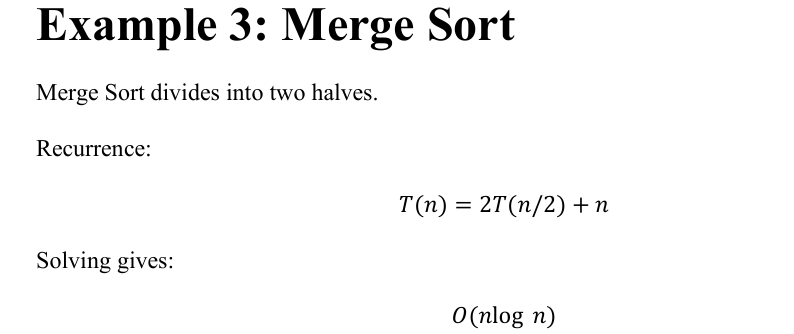 Example 3: Merge Sort
Merge Sort divides into two halves.
Recurrence:
T(n) = 2T(n/2) + n
Solving gives:
O(nlog n)